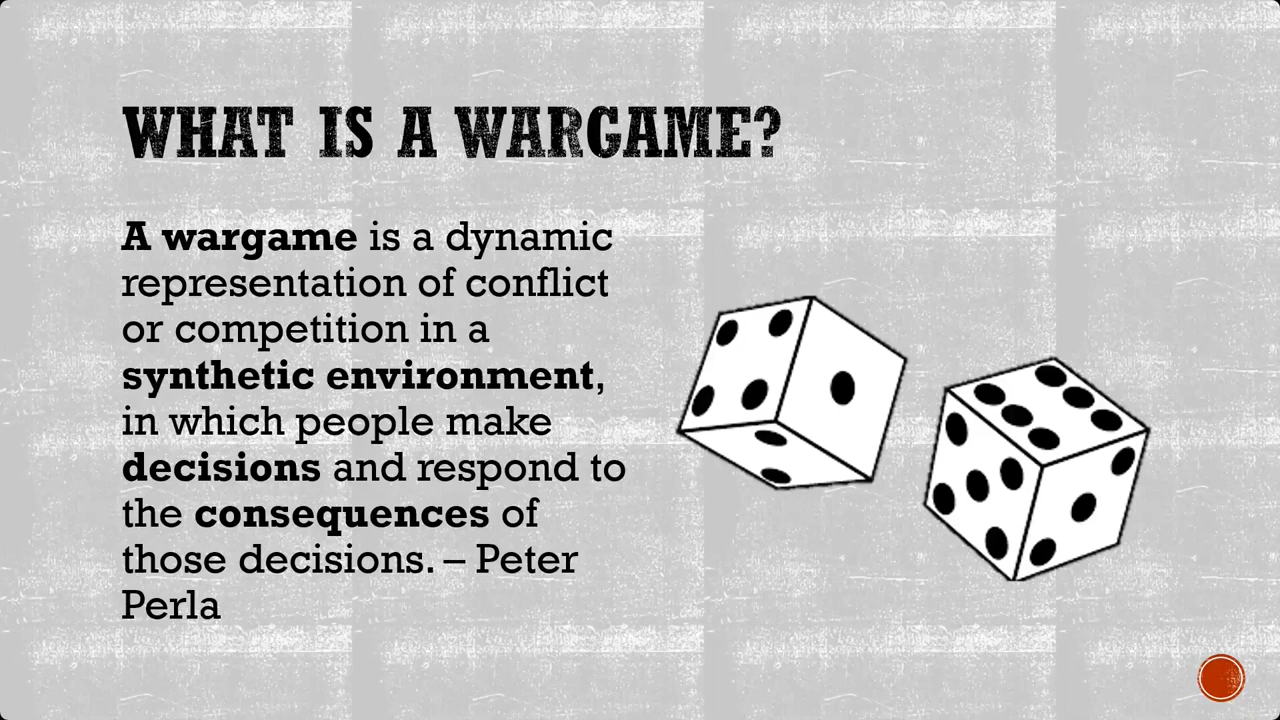 WHAT IS A WARGAME?
A wargame is a dynamic
representation of conflict
or competition in a
synthetic environment,
in which people make
decisions and respond to
the consequences of
those decisions. – Peter
Perla